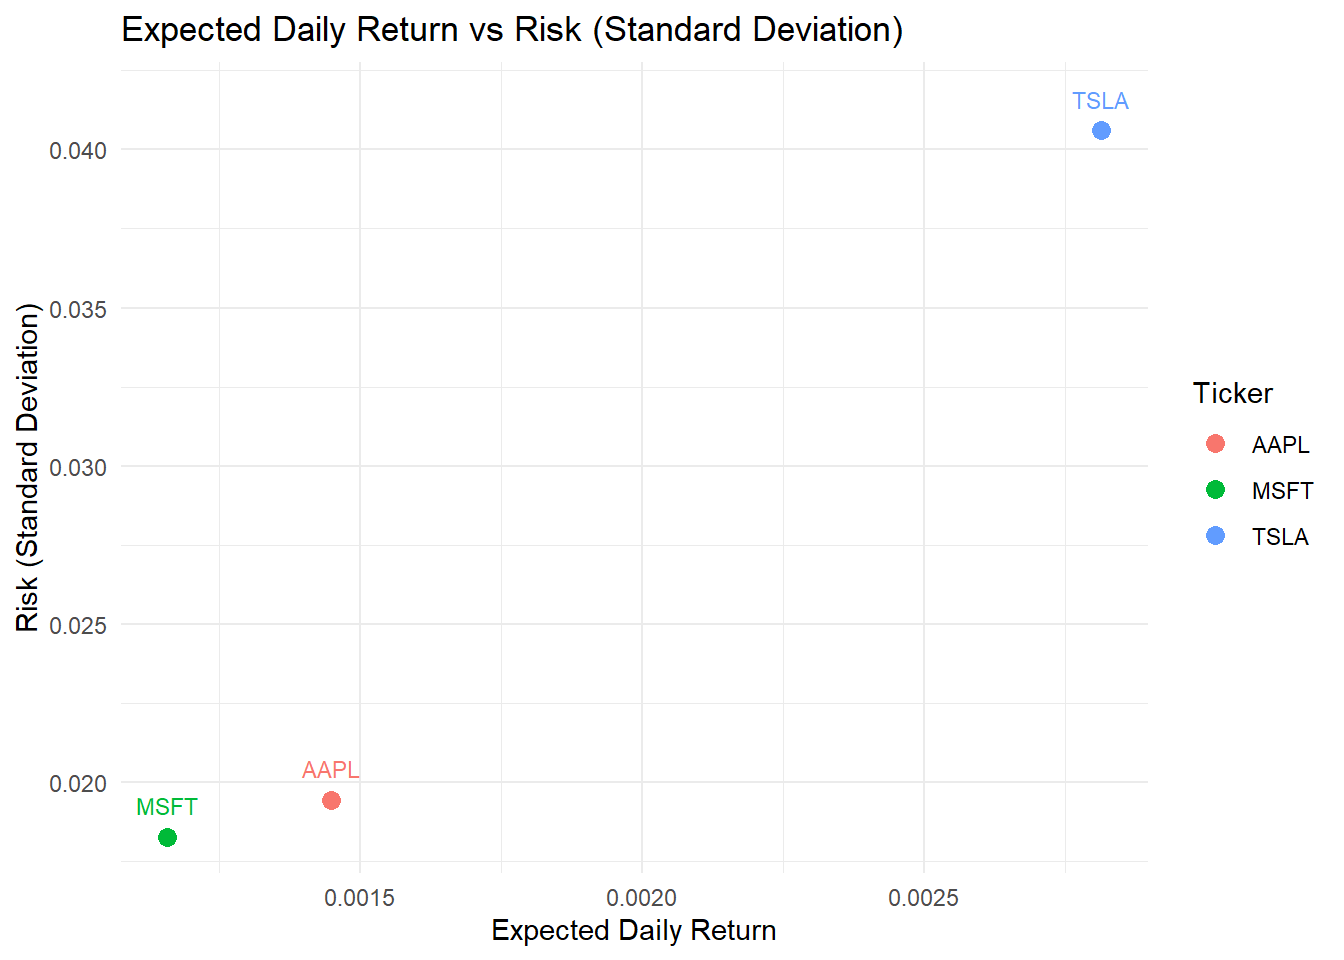 Expected Daily Return vs Risk (Standard Deviation)
TSLA
0.040
0.035
0.030
0.025
0.020
Risk (Standard Deviation)
AAPL
MSFT
0.0015
0.0020
0.0025
Expected Daily Return
Ticker
AAPL
MSFT
TSLA